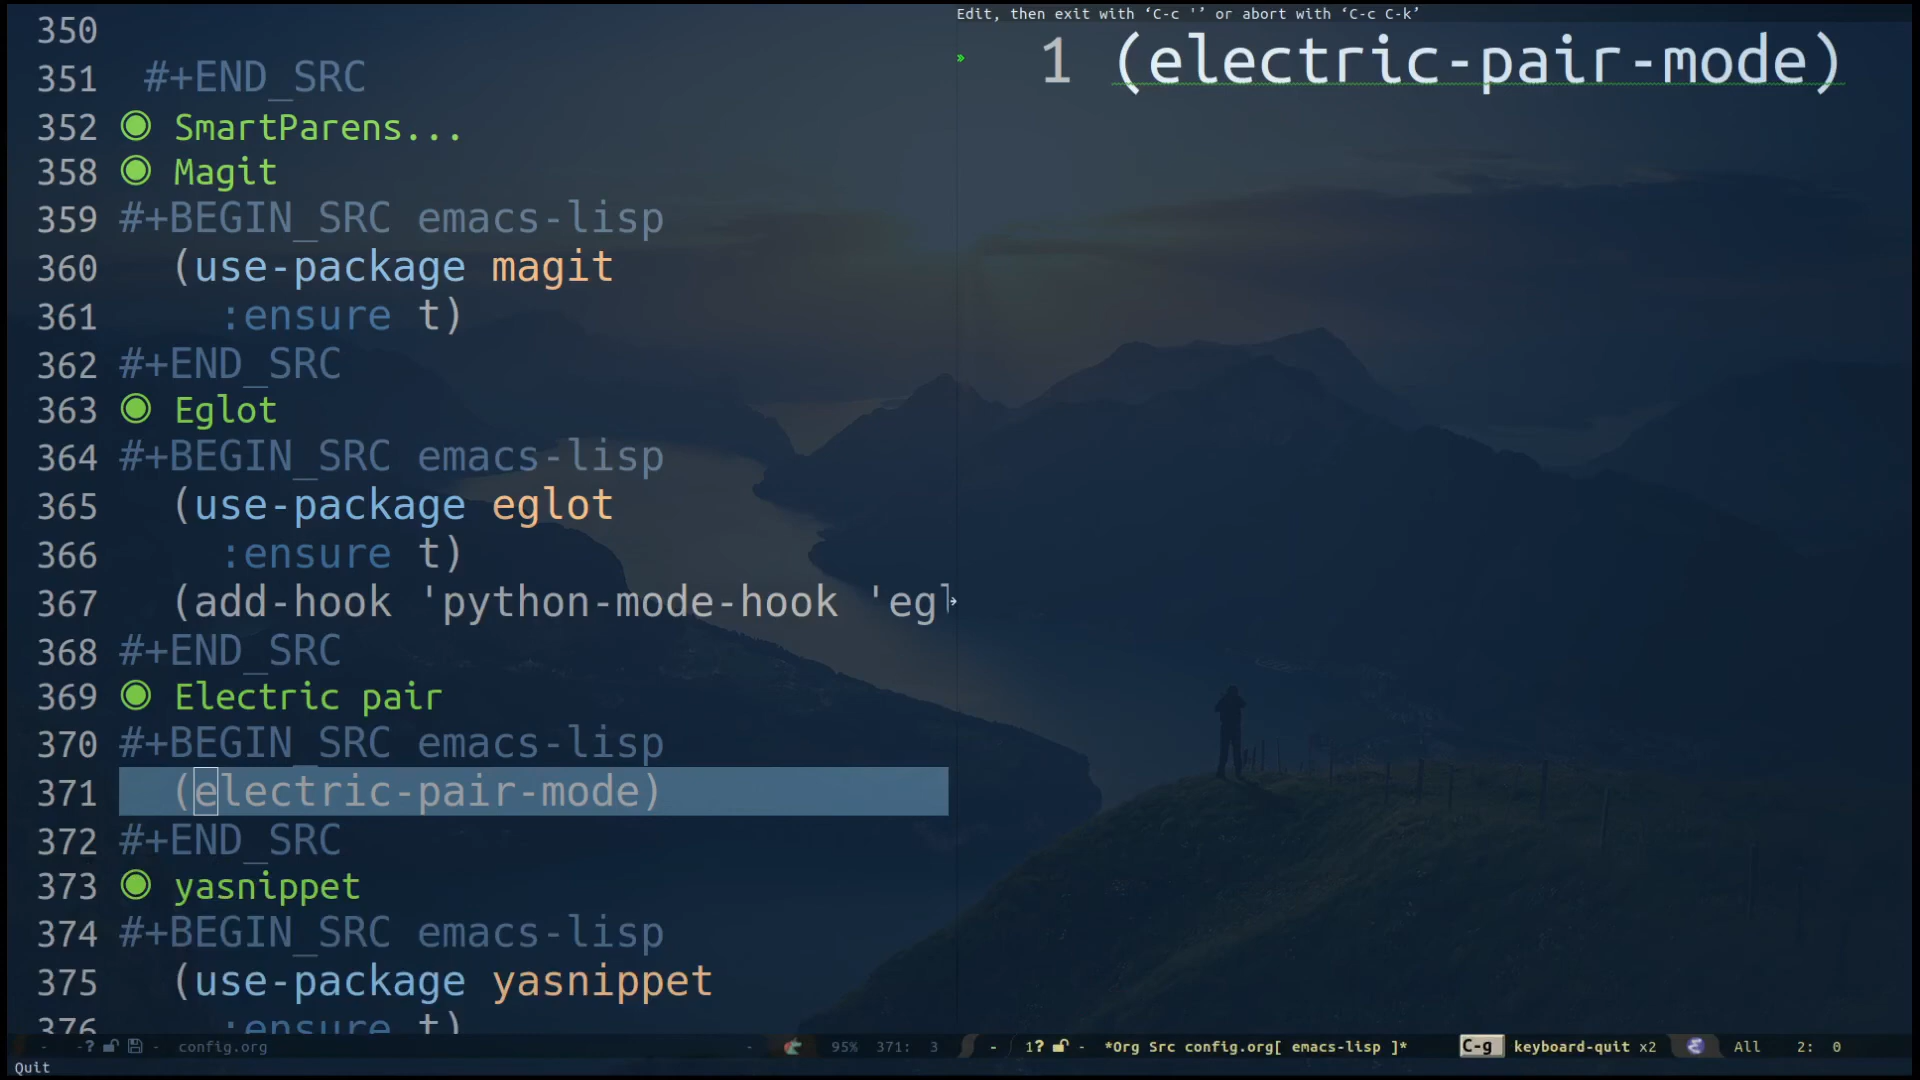 350
351 #+END_SRC
352 SmartParens...
358 Magit
359 #+BEGIN_SRC emacs-lisp
360 (use-package magit
361 :ensure t)
362 #+END_SRC
363 Eglot
364 #+BEGIN_SRC emacs-lisp
365 (use-package eglot
366 :ensure t)
367 (add-hook 'python-mode-hook 'egl
368 #+END_SRC
369 Electric pair
370 #+BEGIN_SRC emacs-lisp
371 (electric-pair-mode)
372 #+END_SRC
373 yasnippet
374 #+BEGIN_SRC emacs-lisp
375 (use-package yasnippet
376 :ensure t)
- -? - config.org - 95% 371: 3
Quit
Edit, then exit with ‘C-c '’ or abort with ‘C-c C-k’
1 (electric-pair-mode)
- 1? - *Org Src config.org[ emacs-lisp ]* C-g keyboard-quit x2 All 2: 0